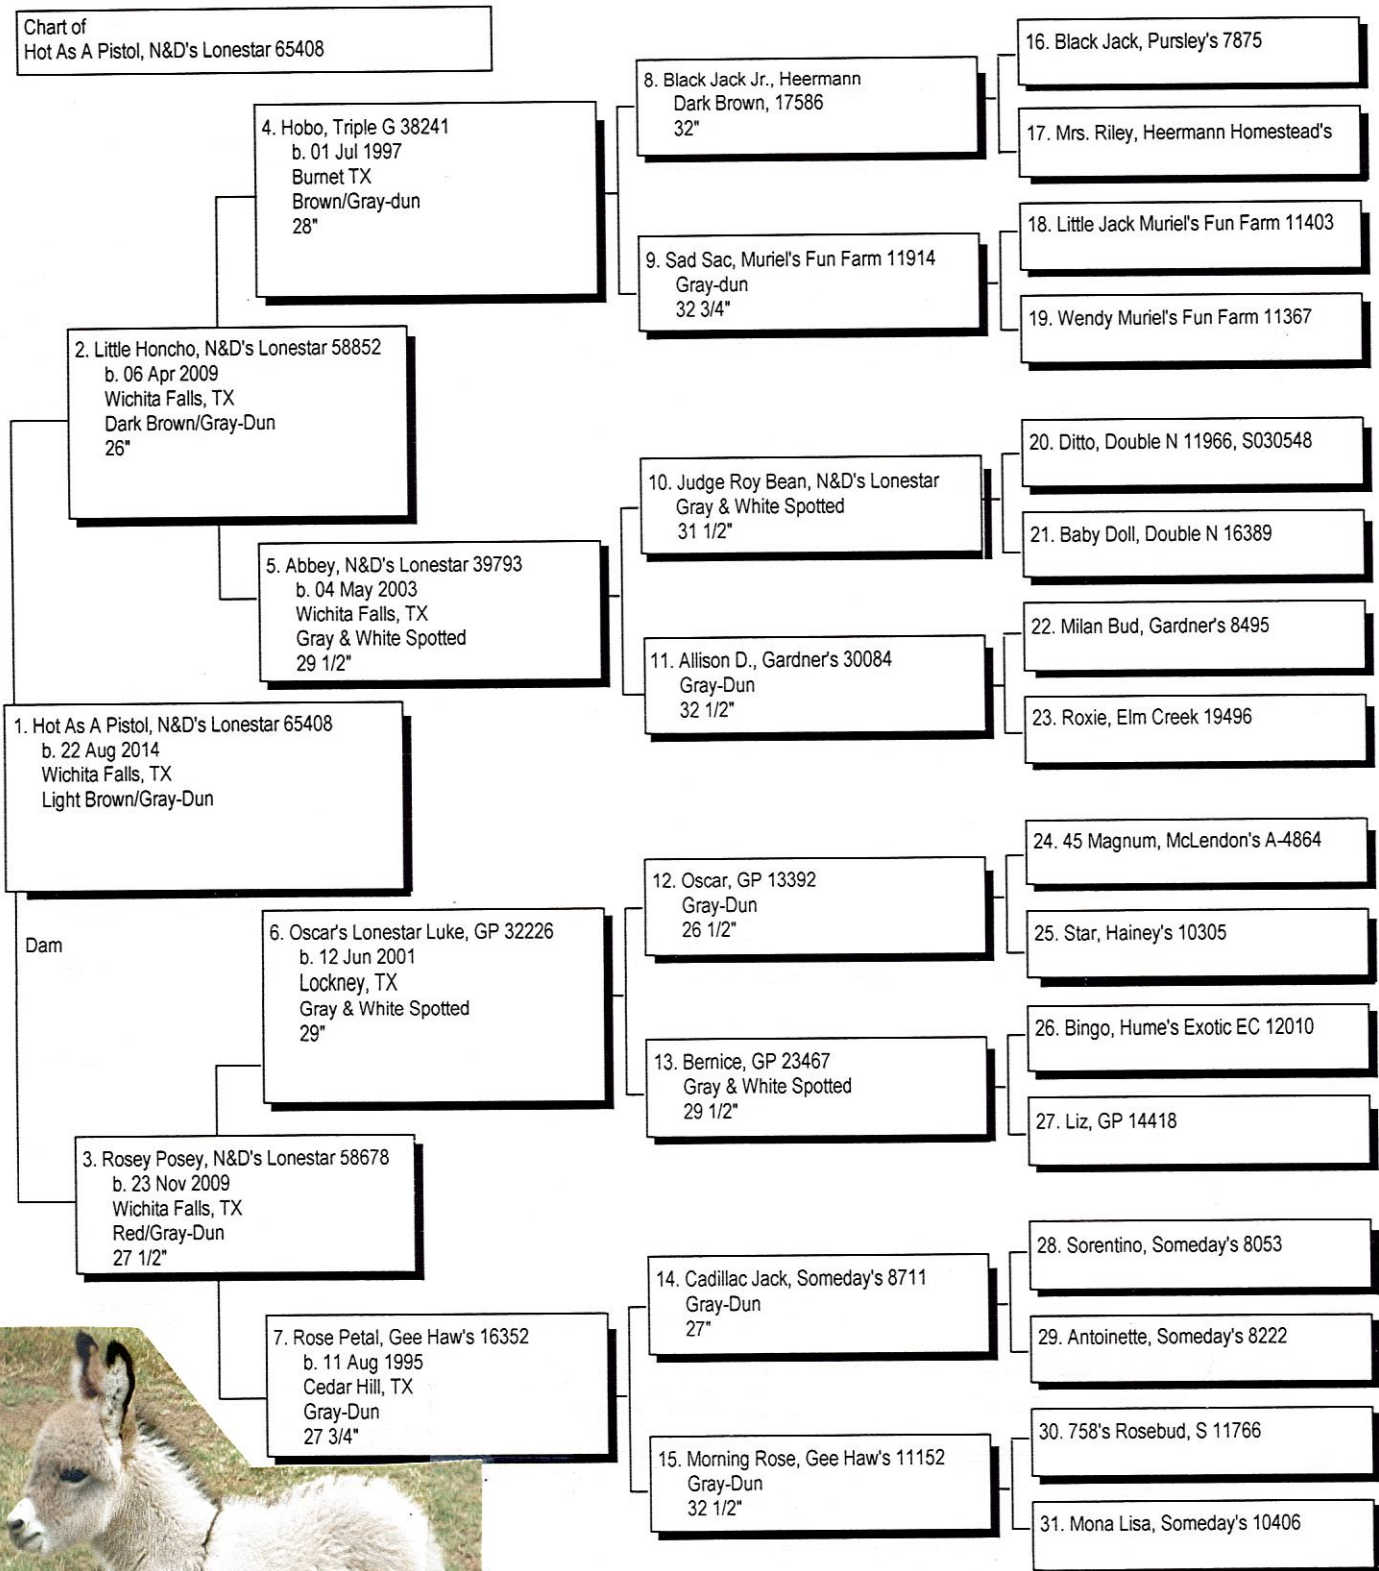 Chart of
Hot As A Pistol, N&D's Lonestar 65408
1. Hot As A Pistol, N&D's Lonestar 65408
b. 22 Aug 2014
Wichita Falls, TX
Light Brown/Gray-Dun
Dam
2. Little Honcho, N&D's Lonestar 58852
b. 06 Apr 2009
Wichita Falls, TX
Dark Brown/Gray-Dun
26"
3. Rosey Posey, N&D's Lonestar 58678
b. 23 Nov 2009
Wichita Falls, TX
Red/Gray-Dun
27 1/2"
4. Hobo, Triple G 38241
b. 01 Jul 1997
Burnet TX
Brown/Gray-dun
28"
5. Abbey, N&D's Lonestar 39793
b. 04 May 2003
Wichita Falls, TX
Gray & White Spotted
29 1/2"
6. Oscar's Lonestar Luke, GP 32226
b. 12 Jun 2001
Lockney, TX
Gray & White Spotted
29"
7. Rose Petal, Gee Haw's 16352
b. 11 Aug 1995
Cedar Hill, TX
Gray-Dun
27 3/4"
8. Black Jack Jr., Heermann
Dark Brown, 17586
32"
9. Sad Sac, Muriel's Fun Farm 11914
Gray-dun
32 3/4"
10. Judge Roy Bean, N&D's Lonestar
Gray & White Spotted
31 1/2"
11. Allison D., Gardner's 30084
Gray-Dun
32 1/2"
12. Oscar, GP 13392
Gray-Dun
26 1/2"
13. Bernice, GP 23467
Gray & White Spotted
29 1/2"
14. Cadillac Jack, Someday's 8711
Gray-Dun
27"
15. Morning Rose, Gee Haw's 11152
Gray-Dun
32 1/2"
16. Black Jack, Pursley's 7875
17. Mrs. Riley, Heermann Homestead's
18. Little Jack Muriel's Fun Farm 11403
19. Wendy Muriel's Fun Farm 11367
20. Ditto, Double N 11966, S030548
21. Baby Doll, Double N 16389
22. Milan Bud, Gardner's 8495
23. Roxie, Elm Creek 19496
24. 45 Magnum, McLendon's A-4864
25. Star, Hainey's 10305
26. Bingo, Hume's Exotic EC 12010
27. Liz, GP 14418
28. Sorentino, Someday's 8053
29. Antoinette, Someday's 8222
30. 758's Rosebud, S 11766
31. Mona Lisa, Someday's 10406